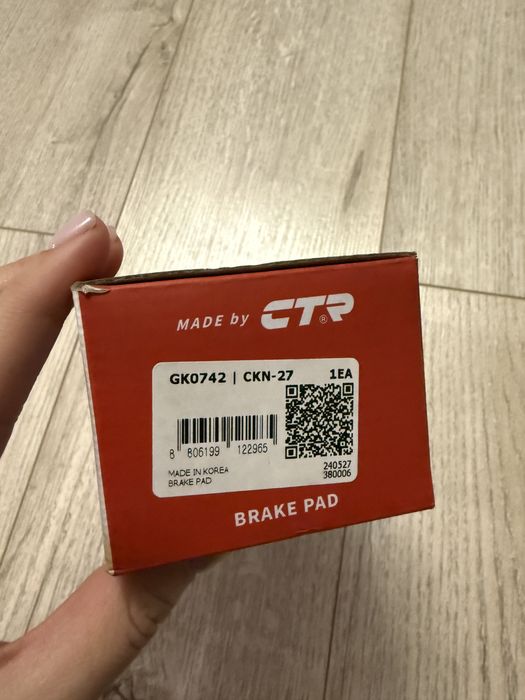 MADE by CTR®
GK0742 | CKN-27 1EA
8 806199 122965
MADE IN KOREA
BRAKE PAD
240527
380006
BRAKE PAD